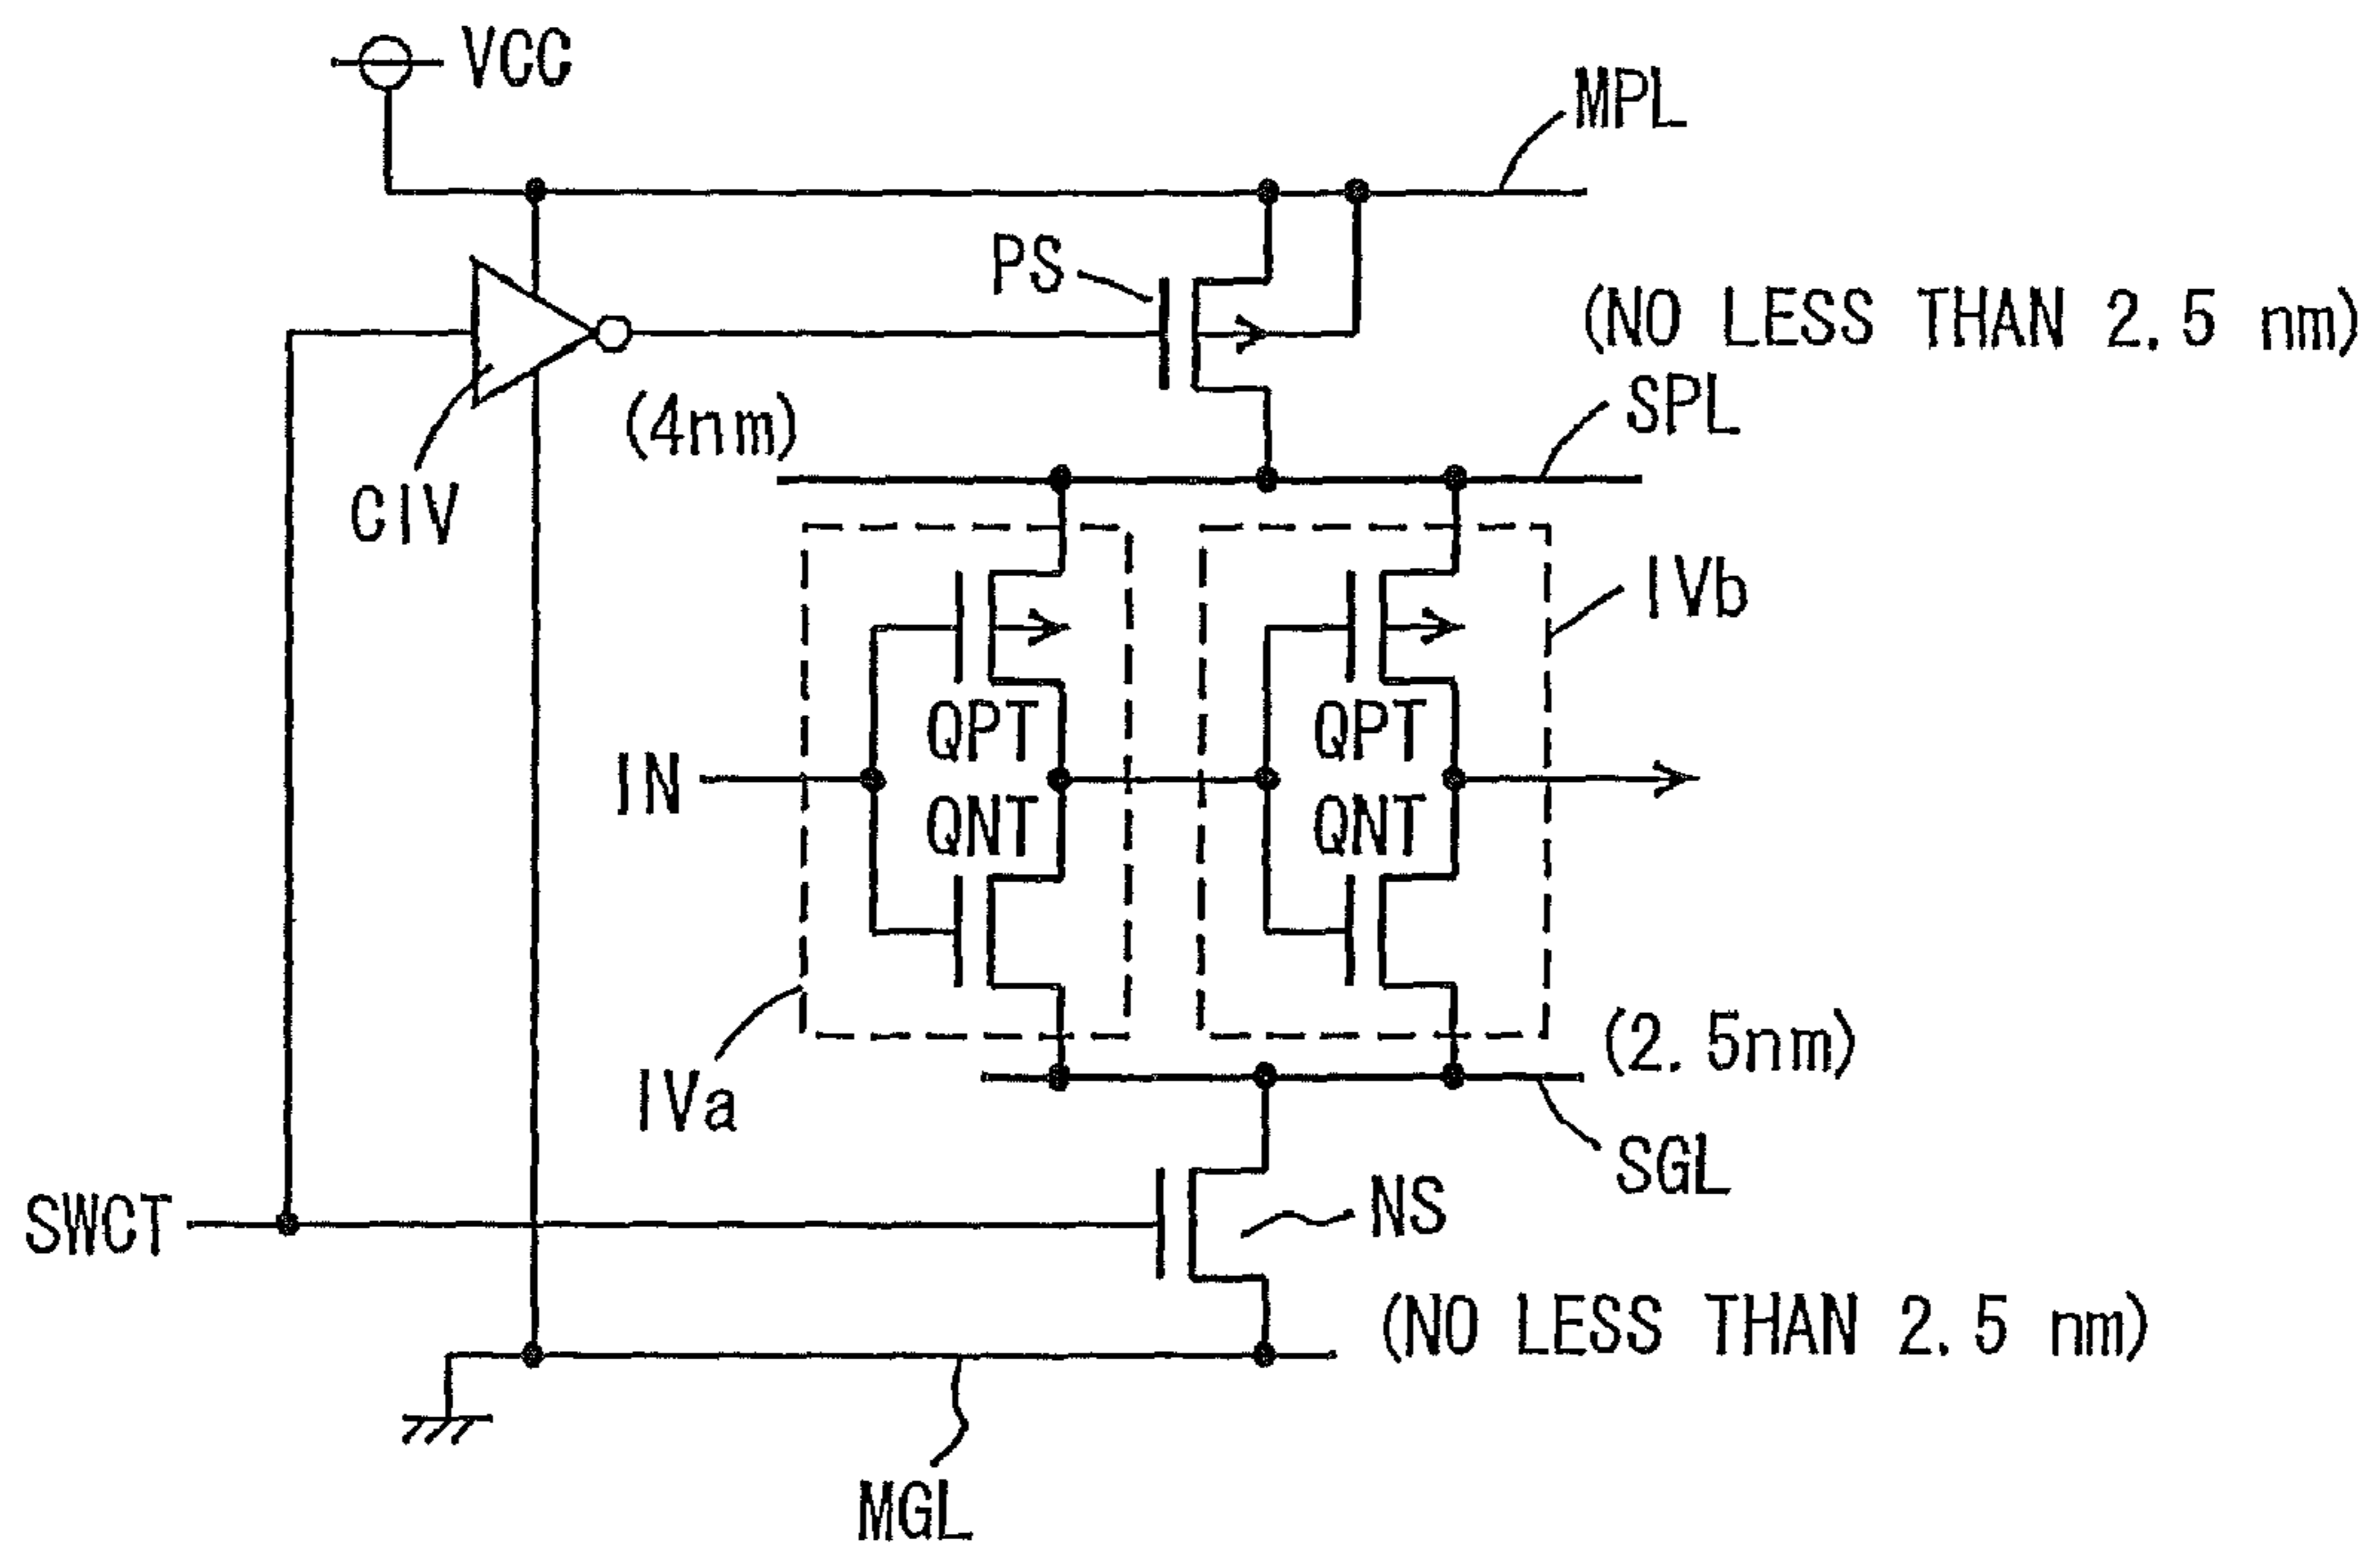 VCC
MPL
PS
(NO LESS THAN 2.5 nm)
SPL
(4nm)
CIV
IVb
QPT
QPT
IN
QNT
QNT
(2.5nm)
IVa
SGL
SWCT
NS
(NO LESS THAN 2.5 nm)
MGL